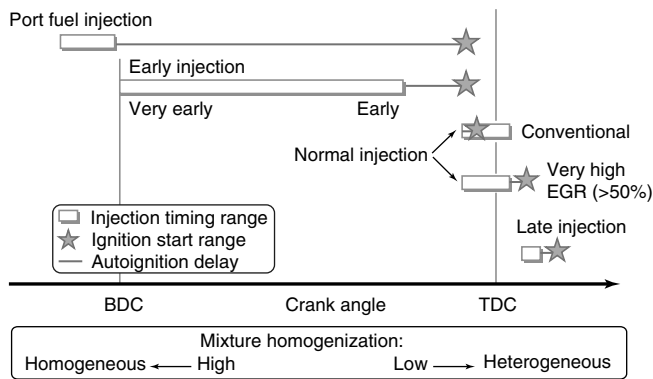 Port fuel injection
Early injection
Very early Early
Conventional
Normal injection
Very high
EGR (>50%)
Late injection
Injection timing range
Ignition start range
Autoignition delay
BDC Crank angle TDC
Mixture homogenization:
Homogeneous High Low Heterogeneous